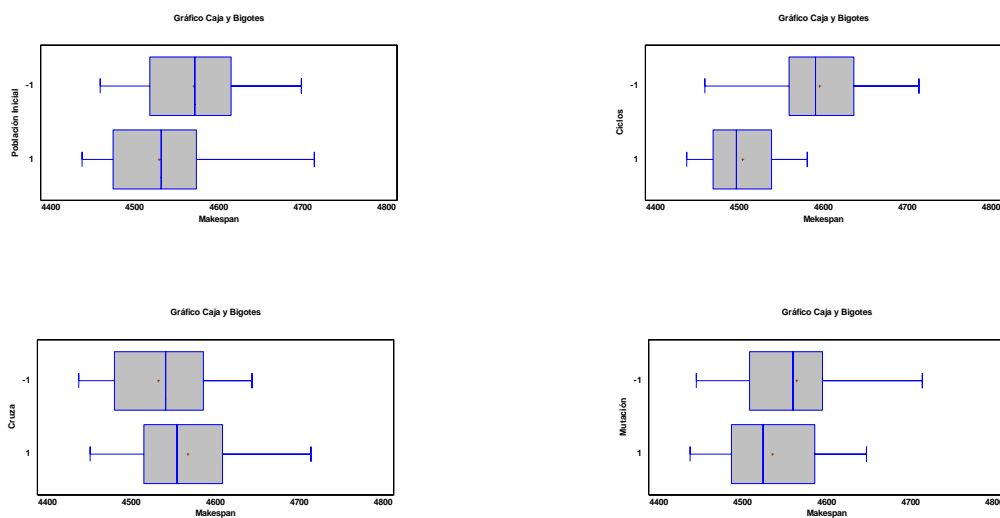 Gráfico Caja y Bigotes
Población Inicial
-1
1
4400 4500 4600 4700 4800
Makespan
Gráfico Caja y Bigotes
Ciclos
-1
1
4400 4500 4600 4700 4800
Mekespan
Gráfico Caja y Bigotes
Cruza
-1
1
4400 4500 4600 4700 4800
Makespan
Gráfico Caja y Bigotes
Mutación
-1
1
4400 4500 4600 4700 4800
Makespan